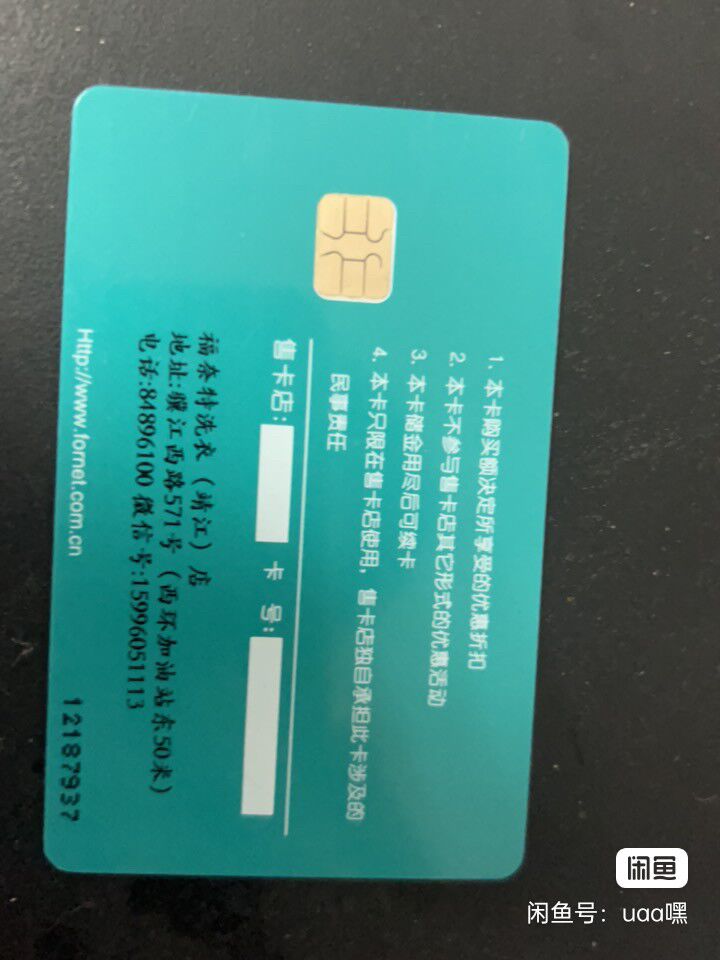 1. 本卡购买额决定所享受的优惠折扣
2. 本卡不参与售卡店其它形式的优惠活动
3. 本卡储金用尽后可续卡
4. 本卡只限在售卡店使用，售卡店独自承担此卡涉及的
民事责任
售卡店: 卡 号:
福奈特洗衣（靖江）店
地址:骥江西路571号（西环加油站东50米）
电话:84896100 微信号:15996051113
Http://www.fornet.com.cn
12187937
闲鱼
闲鱼号：uaa嘿